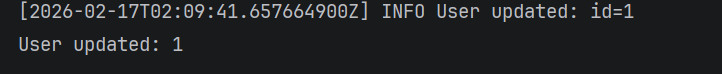 [2026-02-17T02:09:41.657664900Z] INFO User updated: id=1
User updated: 1